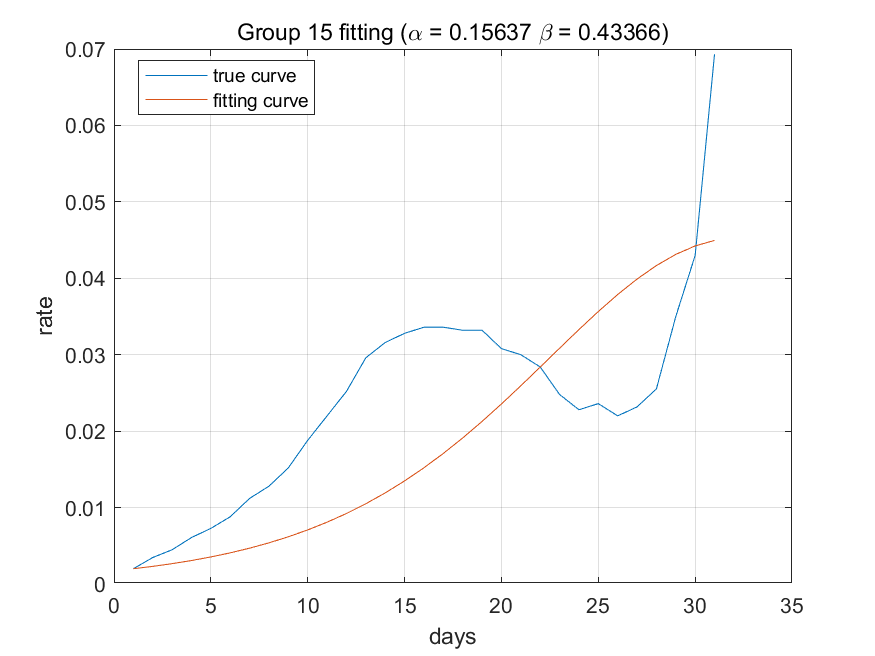 Group 15 fitting (α = 0.15637 β = 0.43366)
true curve
fitting curve
0.07
0.06
0.05
0.04
0.03
0.02
0.01
0
rate
0 5 10 15 20 25 30 35
days